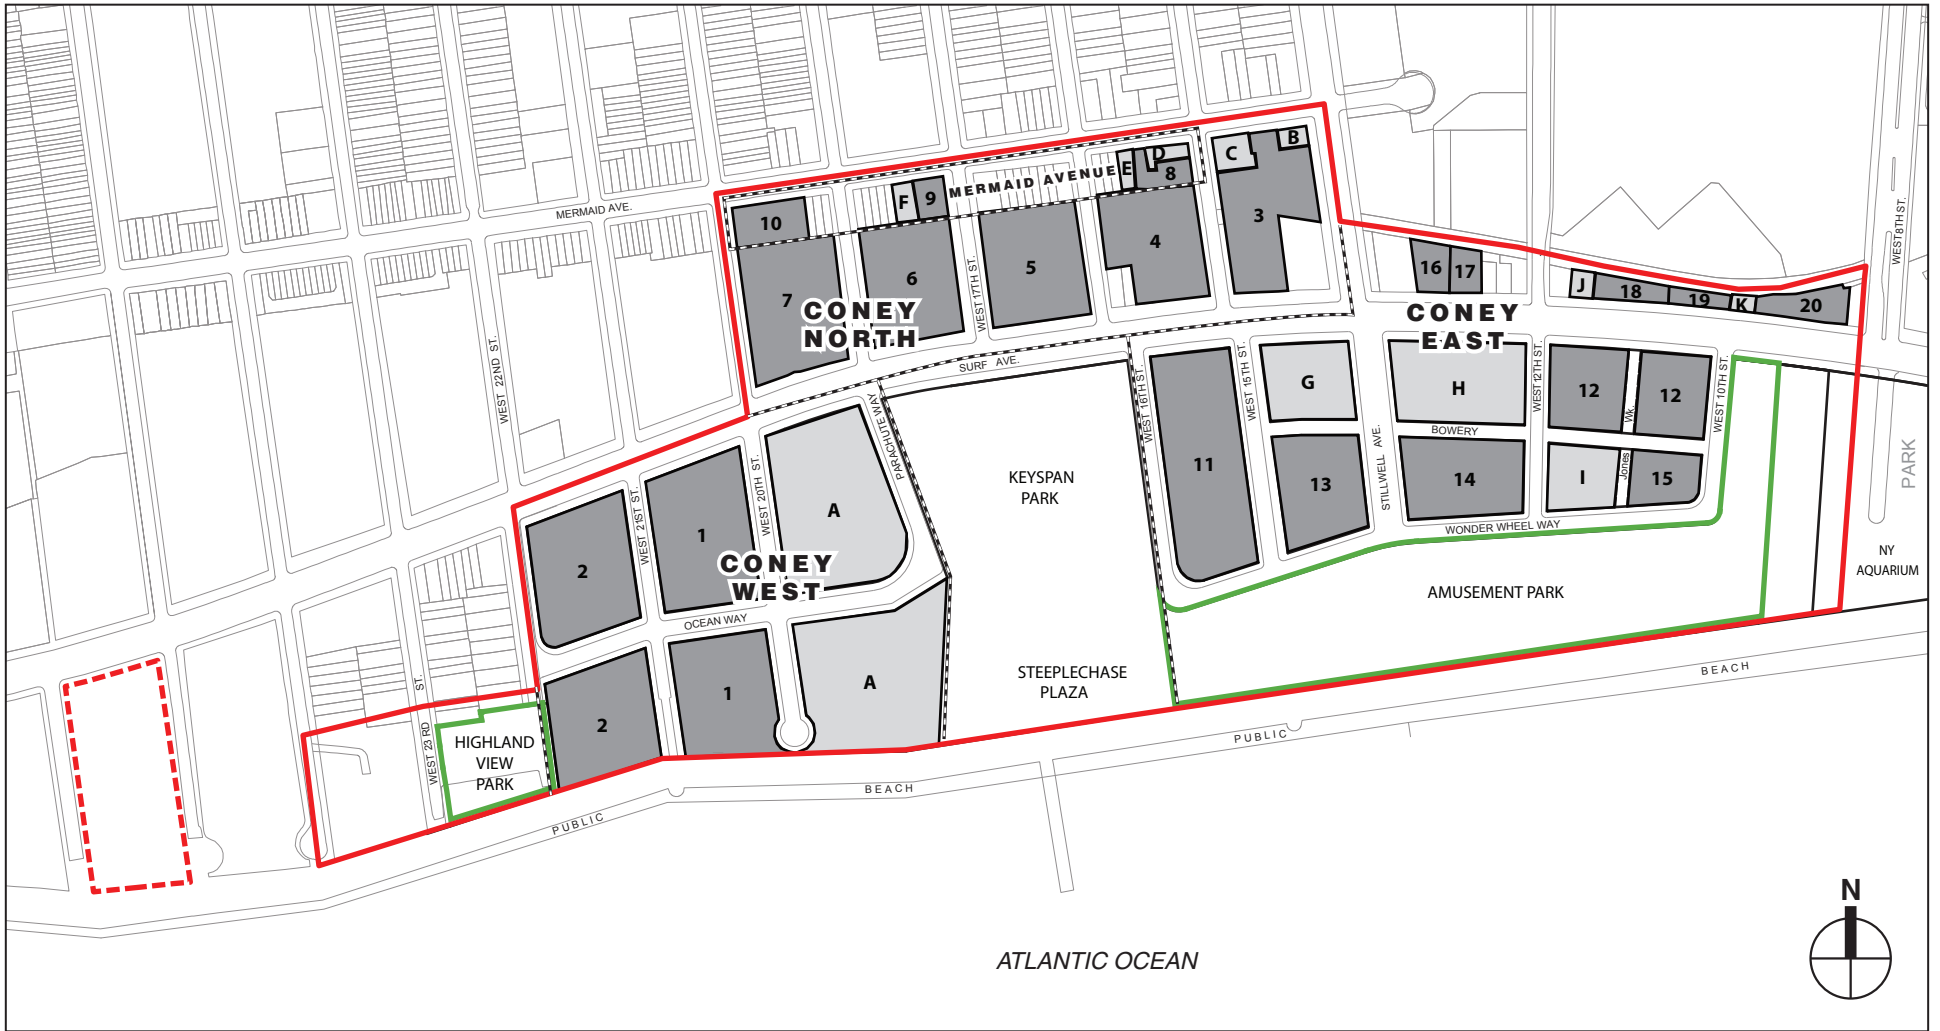 B
C
D
E
8
MERMAID AVENUE
F
9
10
MERMAID AVE.
3
4
5
6
7
CONEY
NORTH
WEST 17TH ST.
WEST 8TH ST.
16
17
J
18
19
K
20
CONEY
EAST
SURF AVE.
WEST 22ND ST.
PARACHUTE WAY
WEST 16TH ST.
WEST 15TH ST.
G
H
WEST 12TH ST.
12
Wk.
12
WEST 10TH ST.
BOWERY
STILLWELL AVE.
11
13
14
I
Jones
15
WONDER WHEEL WAY
PARK
KEYSPAN
PARK
WEST 21ST ST.
WEST 20TH ST.
2
1
A
CONEY
WEST
OCEAN WAY
NY
AQUARIUM
AMUSEMENT PARK
STEEPLECHASE
PLAZA
2
1
A
WEST 23 RD ST.
HIGHLAND
VIEW
PARK
PUBLIC BEACH
PUBLIC BEACH
N
ATLANTIC OCEAN